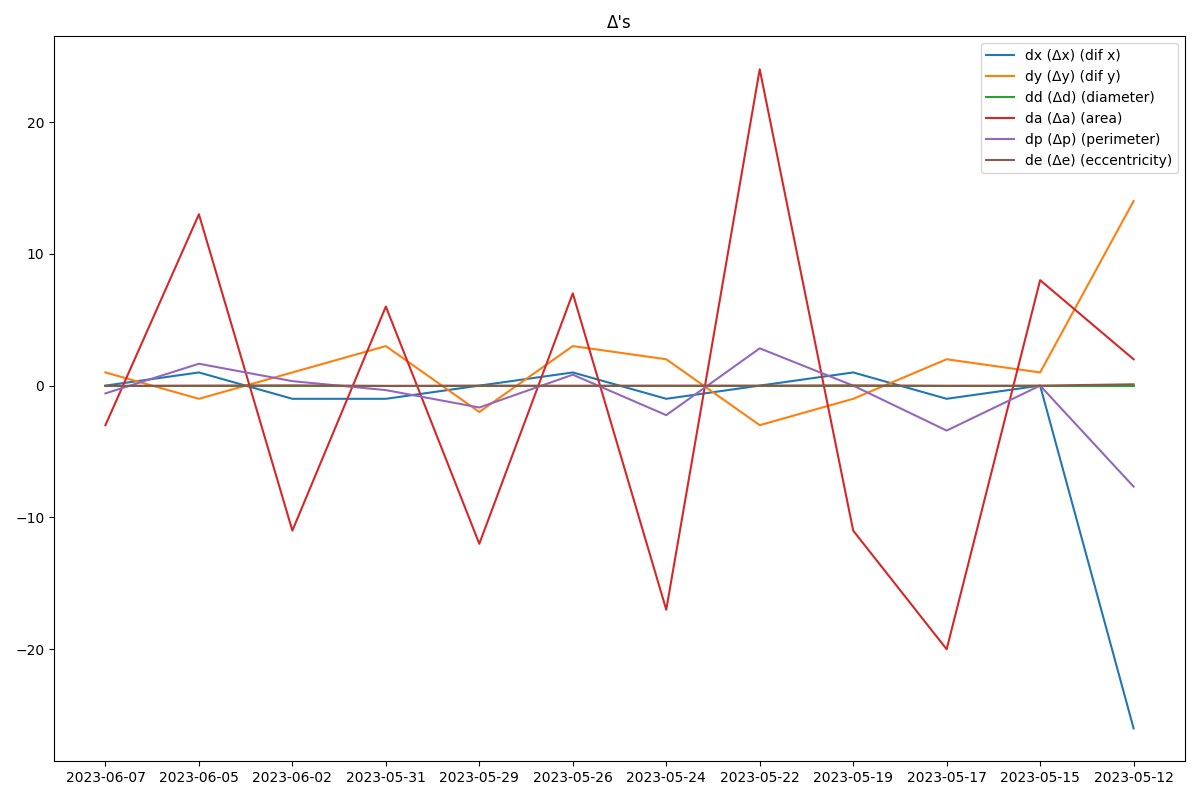 Δ's
dx (Δx) (dif x)
dy (Δy) (dif y)
dd (Δd) (diameter)
da (Δa) (area)
dp (Δp) (perimeter)
de (Δe) (eccentricity)
20
10
0
−10
−20
2023-06-07 2023-06-05 2023-06-02 2023-05-31 2023-05-29 2023-05-26 2023-05-24 2023-05-22 2023-05-19 2023-05-17 2023-05-15 2023-05-12